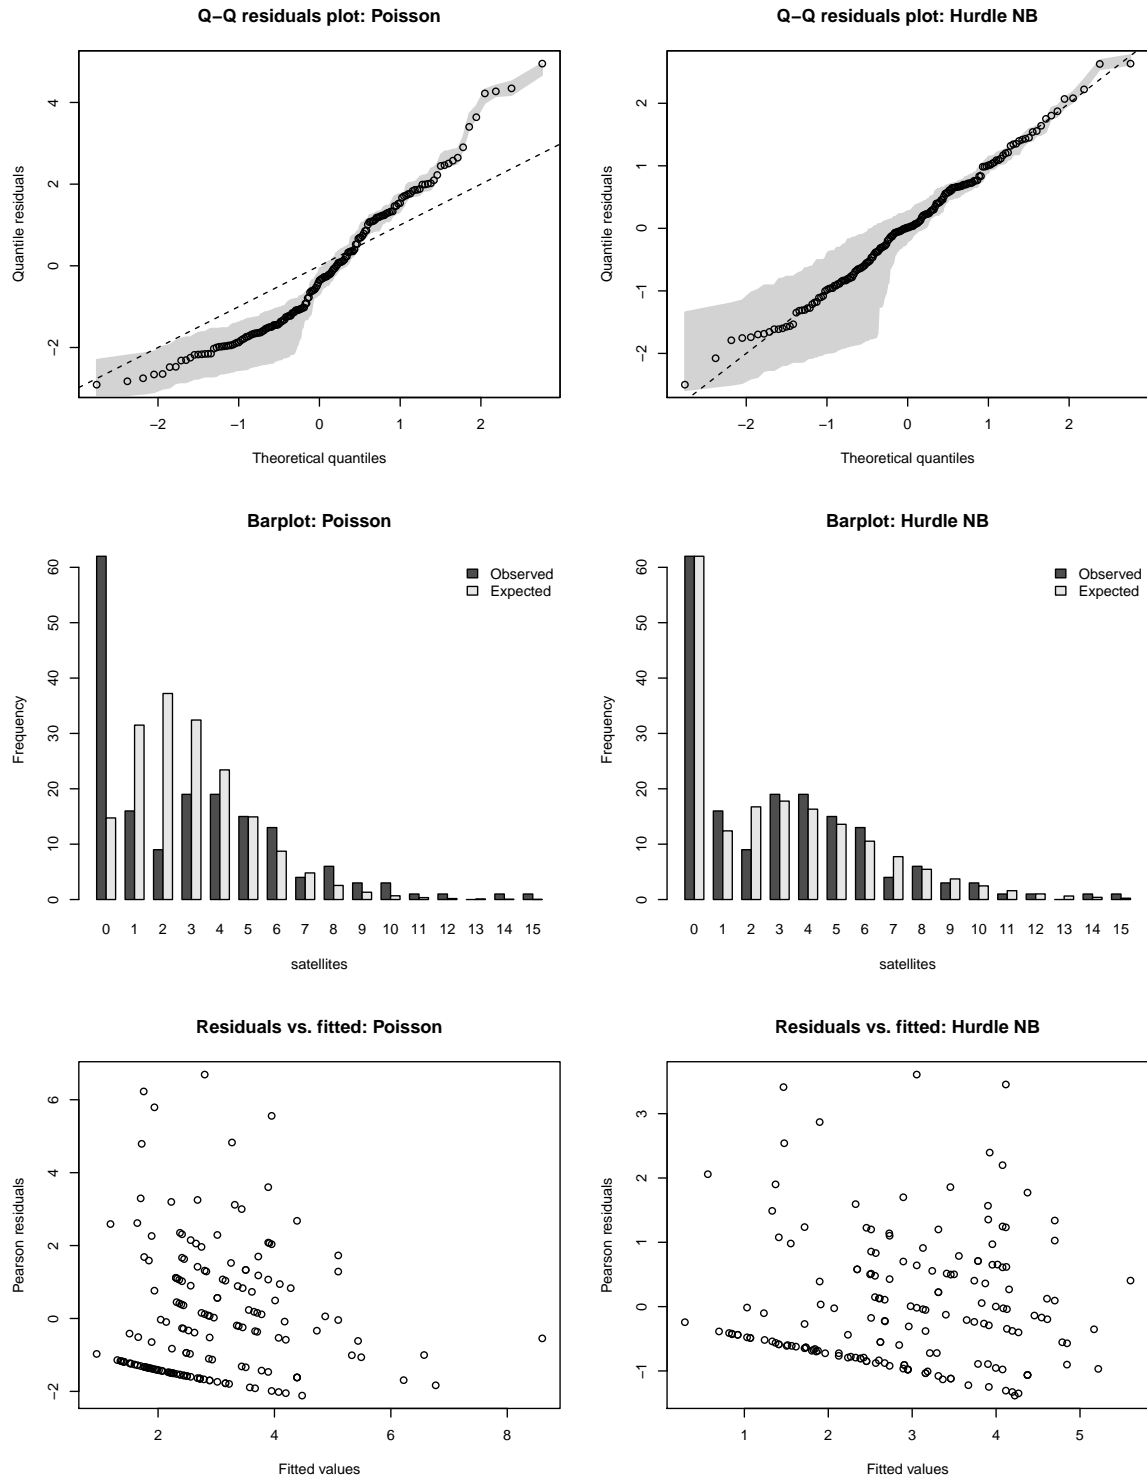 Q−Q residuals plot: Poisson
Quantile residuals
−2 0 2 4
−2 −1 0 1 2
Theoretical quantiles
Q−Q residuals plot: Hurdle NB
Quantile residuals
−2 −1 0 1 2
−2 −1 0 1 2
Theoretical quantiles
Barplot: Poisson
Frequency
0 10 20 30 40 50 60
Observed
Expected
0 1 2 3 4 5 6 7 8 9 10 11 12 13 14 15
satellites
Barplot: Hurdle NB
Frequency
0 10 20 30 40 50 60
Observed
Expected
0 1 2 3 4 5 6 7 8 9 10 11 12 13 14 15
satellites
Residuals vs. fitted: Poisson
Pearson residuals
−2 0 2 4 6
2 4 6 8
Fitted values
Residuals vs. fitted: Hurdle NB
Pearson residuals
−1 0 1 2 3
1 2 3 4 5
Fitted values